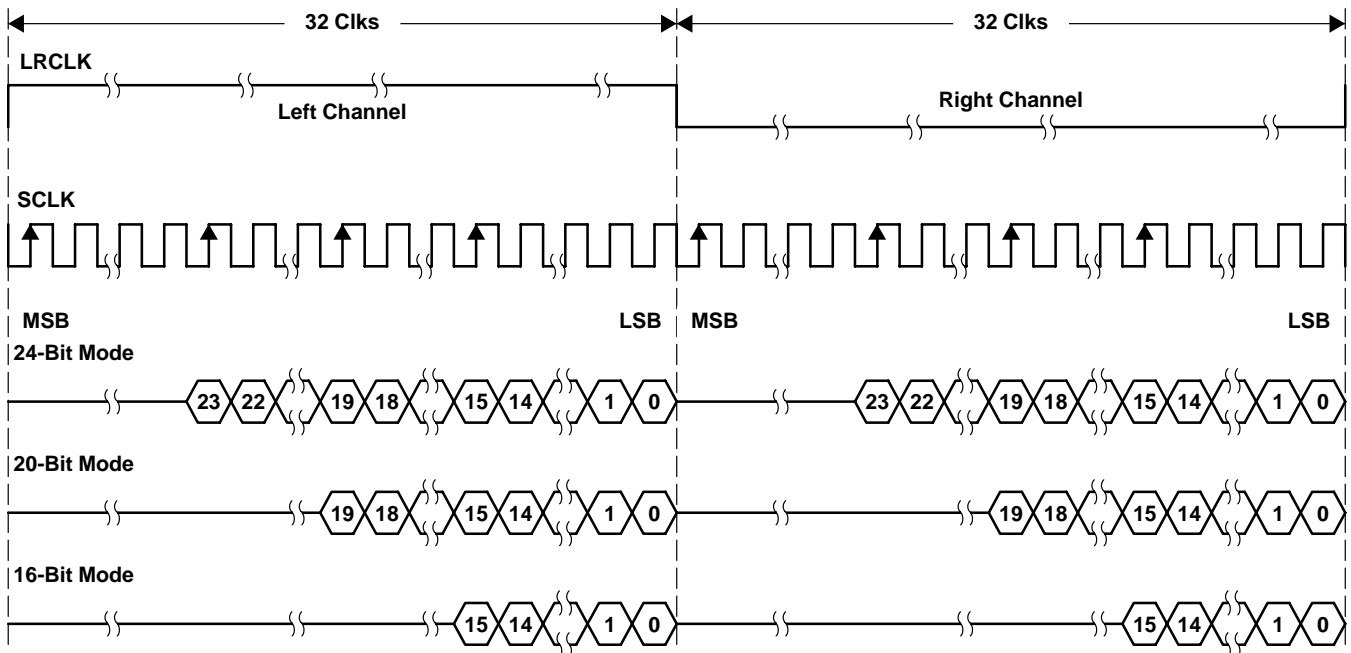 32 Clks 32 Clks
LRCLK
Left Channel Right Channel
SCLK
MSB LSB MSB LSB
24-Bit Mode
23 22 19 18 15 14 1 0 23 22 19 18 15 14 1 0
20-Bit Mode
19 18 15 14 1 0 19 18 15 14 1 0
16-Bit Mode
15 14 1 0 15 14 1 0